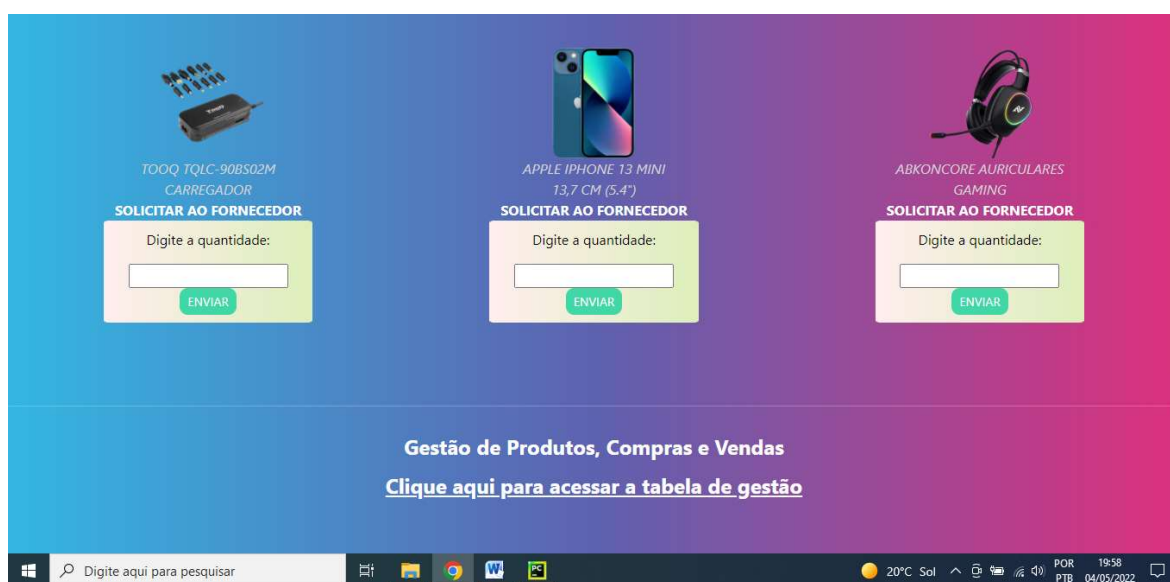 TOOQ TQLC-90BS02M
CARREGADOR
SOLICITAR AO FORNECEDOR
Digite a quantidade:
ENVIAR
APPLE IPHONE 13 MINI
13,7 CM (5.4")
SOLICITAR AO FORNECEDOR
Digite a quantidade:
ENVIAR
ABKONCORE AURICULARES
GAMING
SOLICITAR AO FORNECEDOR
Digite a quantidade:
ENVIAR
Gestão de Produtos, Compras e Vendas
Clique aqui para acessar a tabela de gestão
Digite aqui para pesquisar
W
PC
20°C Sol
POR
PTB
19:58
04/05/2022